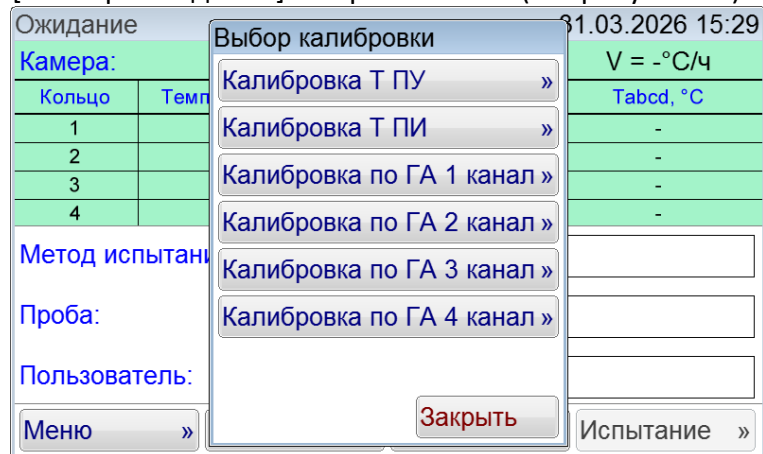 Ожидание
31.03.2026 15:29
Выбор калибровки
Камера:
V = -°C/ч
Калибровка Т ПУ »
Кольцо
Tabcd, °C
Калибровка Т ПИ »
1
-
2
-
Калибровка по ГА 1 канал »
3
-
4
-
Калибровка по ГА 2 канал »
Метод
Калибровка по ГА 3 канал »
Проба:
Калибровка по ГА 4 канал »
Пользователь:
Закрыть
Меню »
Испытание »